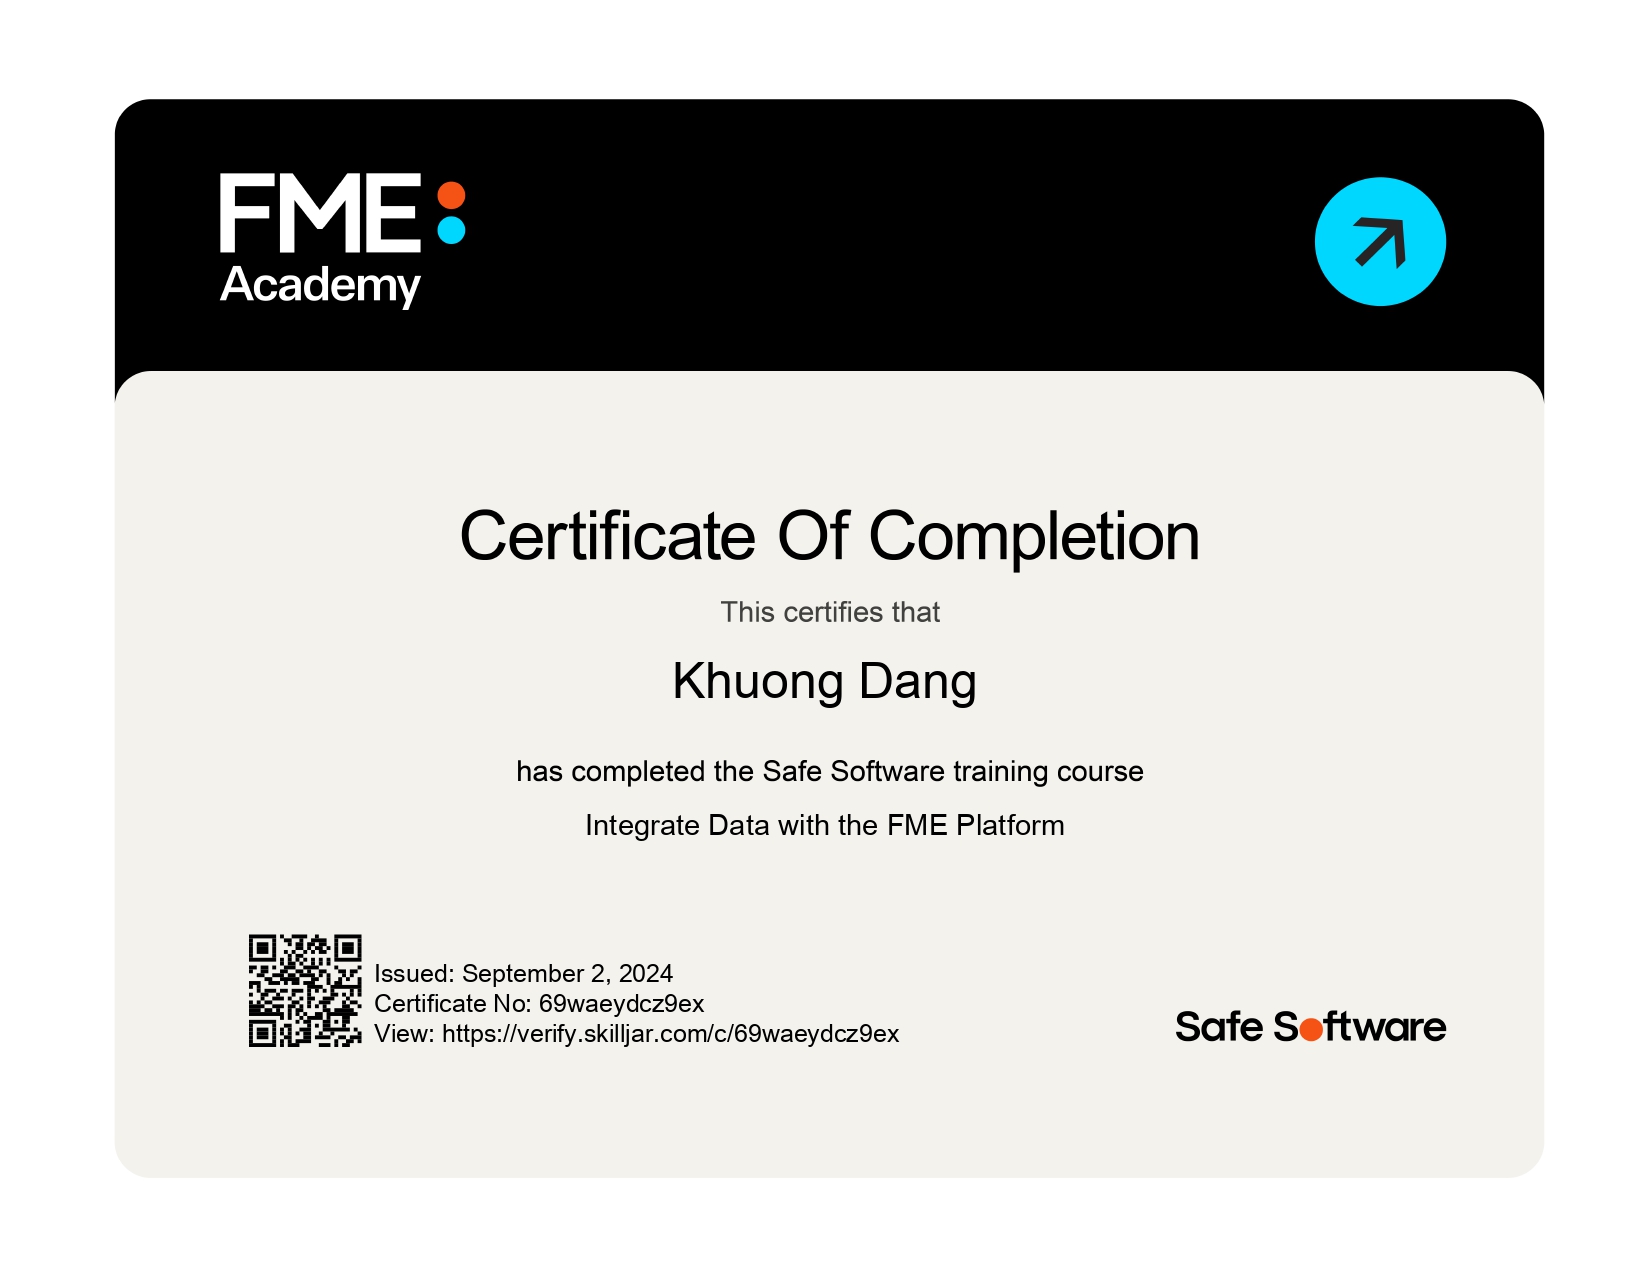 FME
Academy
Certificate Of Completion
This certifies that
Khuong Dang
has completed the Safe Software training course
Integrate Data with the FME Platform
Issued: September 2, 2024
Certificate No: 69waeydcz9ex
View: https://verify.skilljar.com/c/69waeydcz9ex
Safe Software